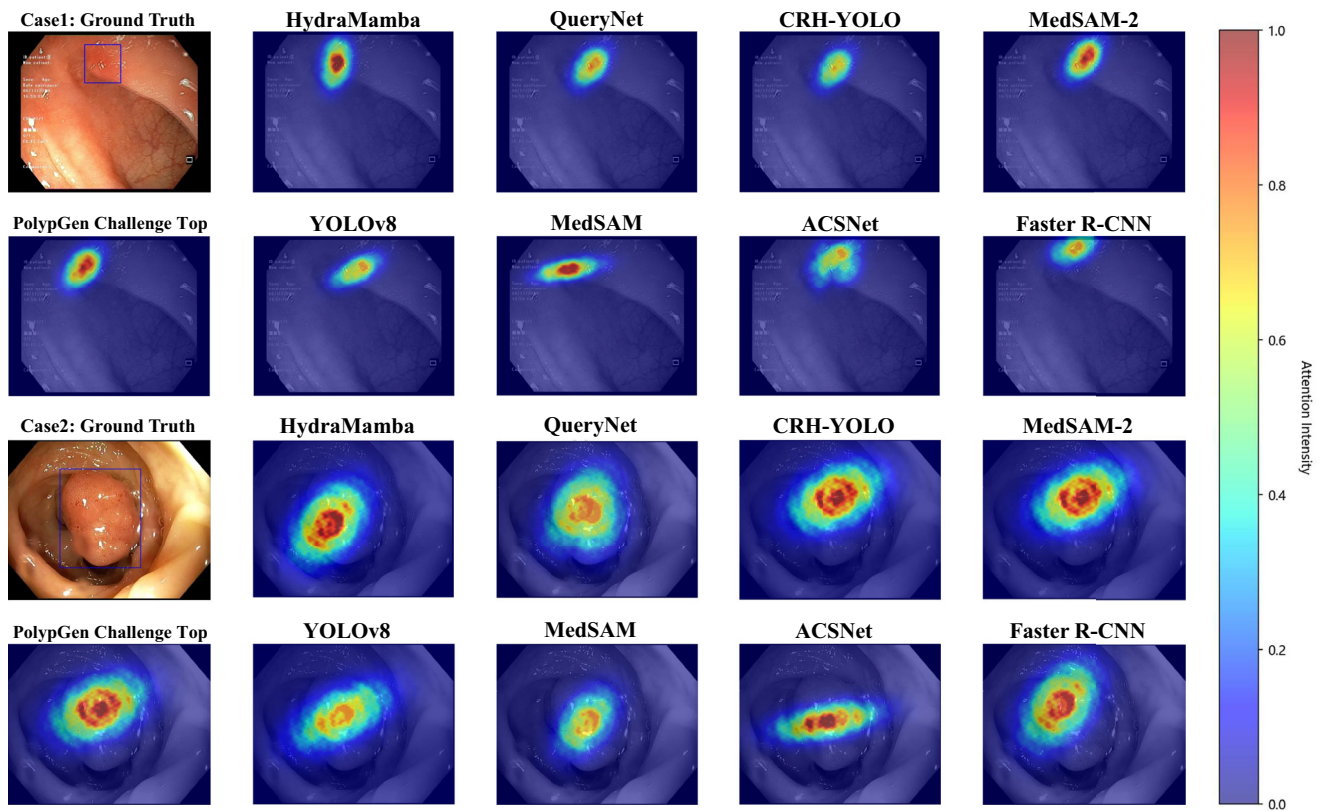 Case1: Ground Truth
HydraMamba
QueryNet
CRH-YOLO
MedSAM-2
PolypGen Challenge Top
YOLOv8
MedSAM
ACSNet
Faster R-CNN
Case2: Ground Truth
HydraMamba
QueryNet
CRH-YOLO
MedSAM-2
PolypGen Challenge Top
YOLOv8
MedSAM
ACSNet
Faster R-CNN
1.0
0.8
0.6
0.4
0.2
0.0
Attention Intensity